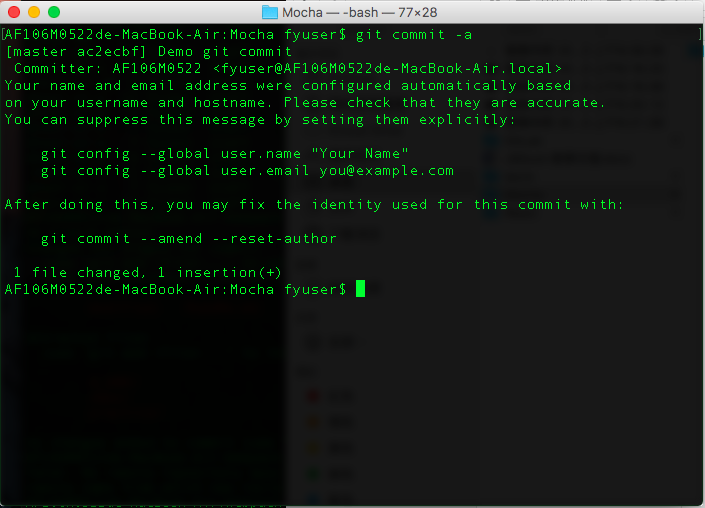 Mocha — -bash — 77×28
[AF106M0522de-MacBook-Air:Mocha fyuser$ git commit -a ]
[master ac2ecbf] Demo git commit
 Committer: AF106M0522 <fyuser@AF106M0522de-MacBook-Air.local>
Your name and email address were configured automatically based
on your username and hostname. Please check that they are accurate.
You can suppress this message by setting them explicitly:

    git config --global user.name "Your Name"
    git config --global user.email you@example.com

After doing this, you may fix the identity used for this commit with:

    git commit --amend --reset-author

 1 file changed, 1 insertion(+)
AF106M0522de-MacBook-Air:Mocha fyuser$